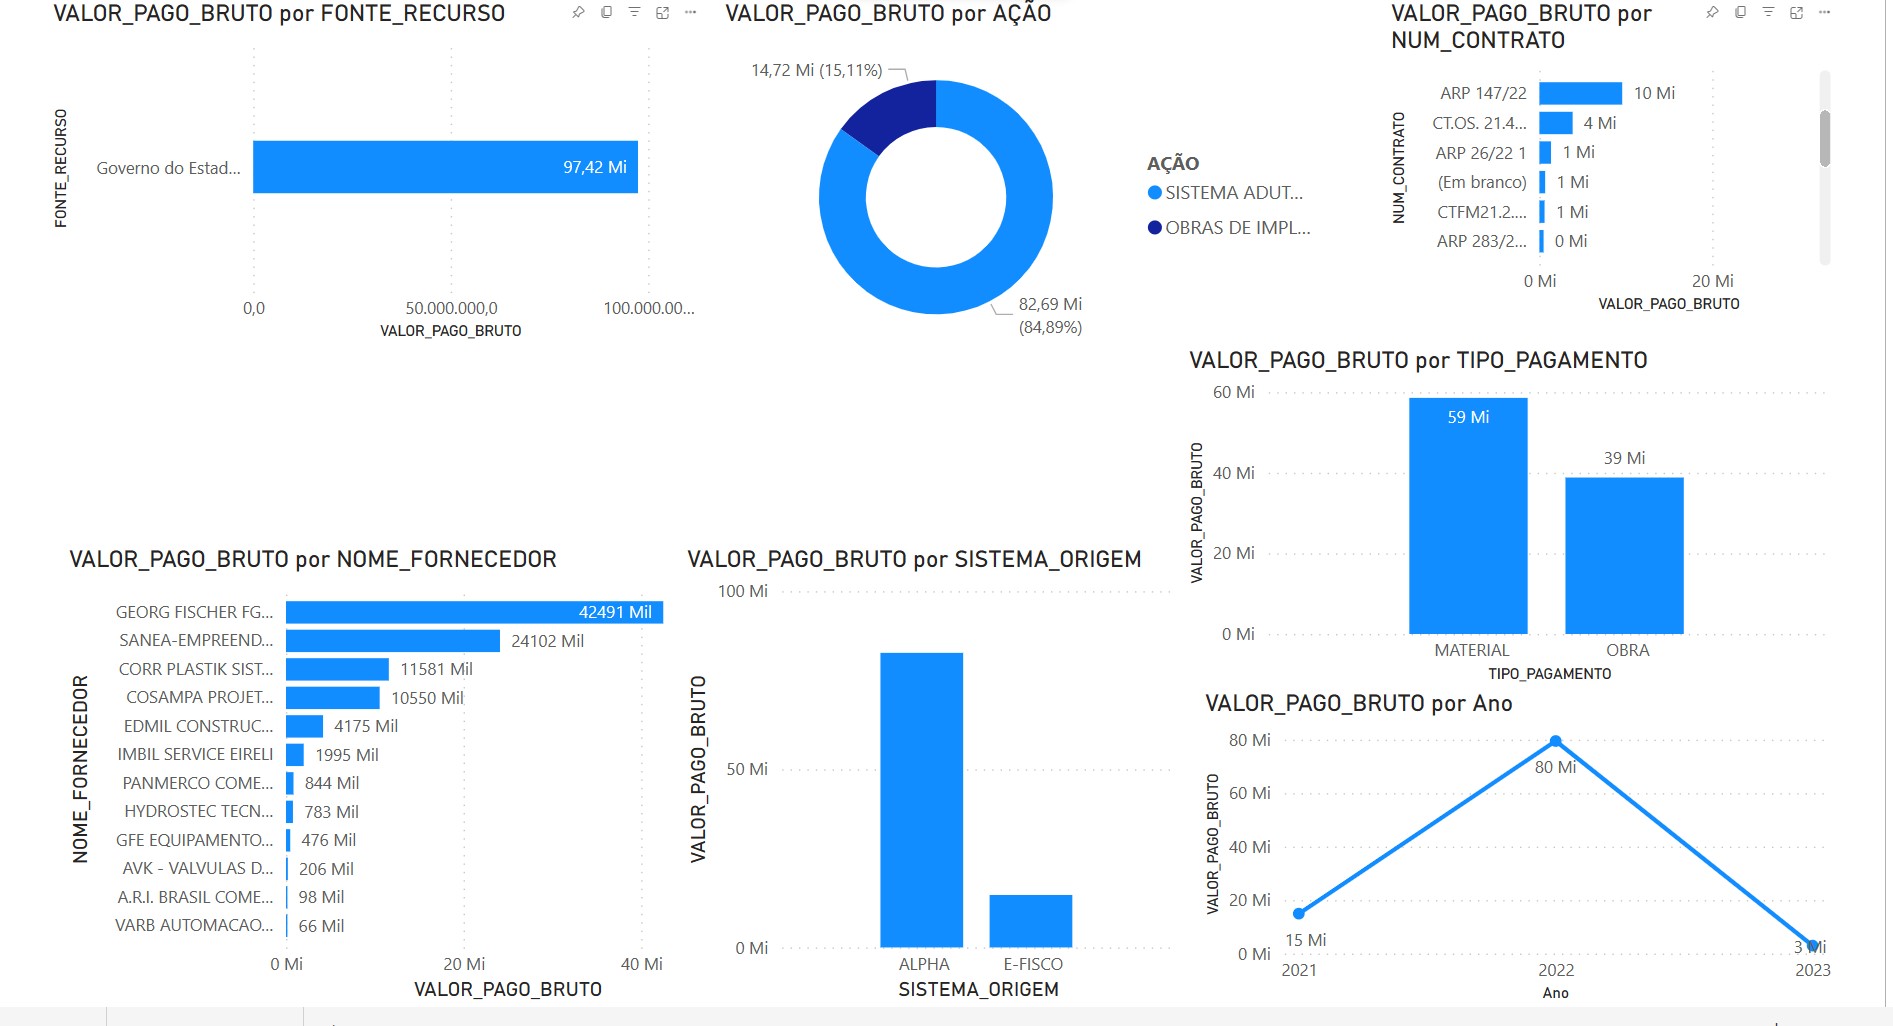 VALOR_PAGO_BRUTO por FONTE_RECURSO
FONTE_RECURSO
Governo do Estad...
97,42 Mi
0,0
50.000.000,0
100.000.00...
VALOR_PAGO_BRUTO
VALOR_PAGO_BRUTO por AÇÃO
14,72 Mi (15,11%)
82,69 Mi
(84,89%)
AÇÃO
SISTEMA ADUT...
OBRAS DE IMPL...
VALOR_PAGO_BRUTO por
NUM_CONTRATO
NUM_CONTRATO
ARP 147/22 10 Mi
CT.OS. 21.4... 4 Mi
ARP 26/22 1 1 Mi
(Em branco) 1 Mi
CTFM21.2.... 1 Mi
ARP 283/2... 0 Mi
0 Mi 20 Mi
VALOR_PAGO_BRUTO
VALOR_PAGO_BRUTO por TIPO_PAGAMENTO
VALOR_PAGO_BRUTO
60 Mi
40 Mi
20 Mi
0 Mi
59 Mi
39 Mi
MATERIAL OBRA
TIPO_PAGAMENTO
VALOR_PAGO_BRUTO por NOME_FORNECEDOR
NOME_FORNECEDOR
GEORG FISCHER FG... 42491 Mil
SANEA-EMPREEND... 24102 Mil
CORR PLASTIK SIST... 11581 Mil
COSAMPA PROJET... 10550 Mil
EDMIL CONSTRUC... 4175 Mil
IMBIL SERVICE EIRELI 1995 Mil
PANMERCO COME... 844 Mil
HYDROSTEC TECN... 783 Mil
GFE EQUIPAMENTO... 476 Mil
AVK - VALVULAS D... 206 Mil
A.R.I. BRASIL COME... 98 Mil
VARB AUTOMACAO... 66 Mil
0 Mi 20 Mi 40 Mi
VALOR_PAGO_BRUTO
VALOR_PAGO_BRUTO por SISTEMA_ORIGEM
VALOR_PAGO_BRUTO
100 Mi
50 Mi
0 Mi
ALPHA E-FISCO
SISTEMA_ORIGEM
VALOR_PAGO_BRUTO por Ano
VALOR_PAGO_BRUTO
80 Mi
60 Mi
40 Mi
20 Mi
0 Mi
15 Mi
80 Mi
3 Mi
2021 2022 2023
Ano